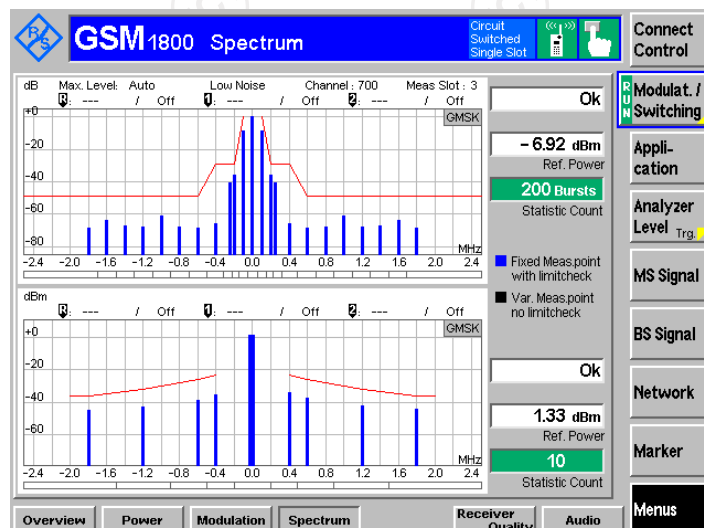 R&S
GSM 1800 Spectrum
Circuit Switched Single Slot
Connect Control
dB Max. Level: Auto Low Noise Channel : 700 Meas Slot : 3
R: --- / Off 1: --- / Off 2: --- / Off
GMSK
+0
-20
-40
-60
-80
MHz
-2.4 -2.0 -1.6 -1.2 -0.8 -0.4 0.0 0.4 0.8 1.2 1.6 2.0 2.4
Ok
- 6.92 dBm
Ref. Power
200 Bursts
Statistic Count
Fixed Meas.point
with limitcheck
Var. Meas.point
no limitcheck
dBm
R: --- / Off 1: --- / Off 2: --- / Off
GMSK
+0
-20
-40
-60
MHz
-2.4 -2.0 -1.6 -1.2 -0.8 -0.4 0.0 0.4 0.8 1.2 1.6 2.0 2.4
Ok
1.33 dBm
Ref. Power
10
Statistic Count
RUN
Modulat. / Switching
Appli-
cation
Analyzer
Level Trg.
MS Signal
BS Signal
Network
Marker
Menus
Overview Power Modulation Spectrum Receiver Quality Audio